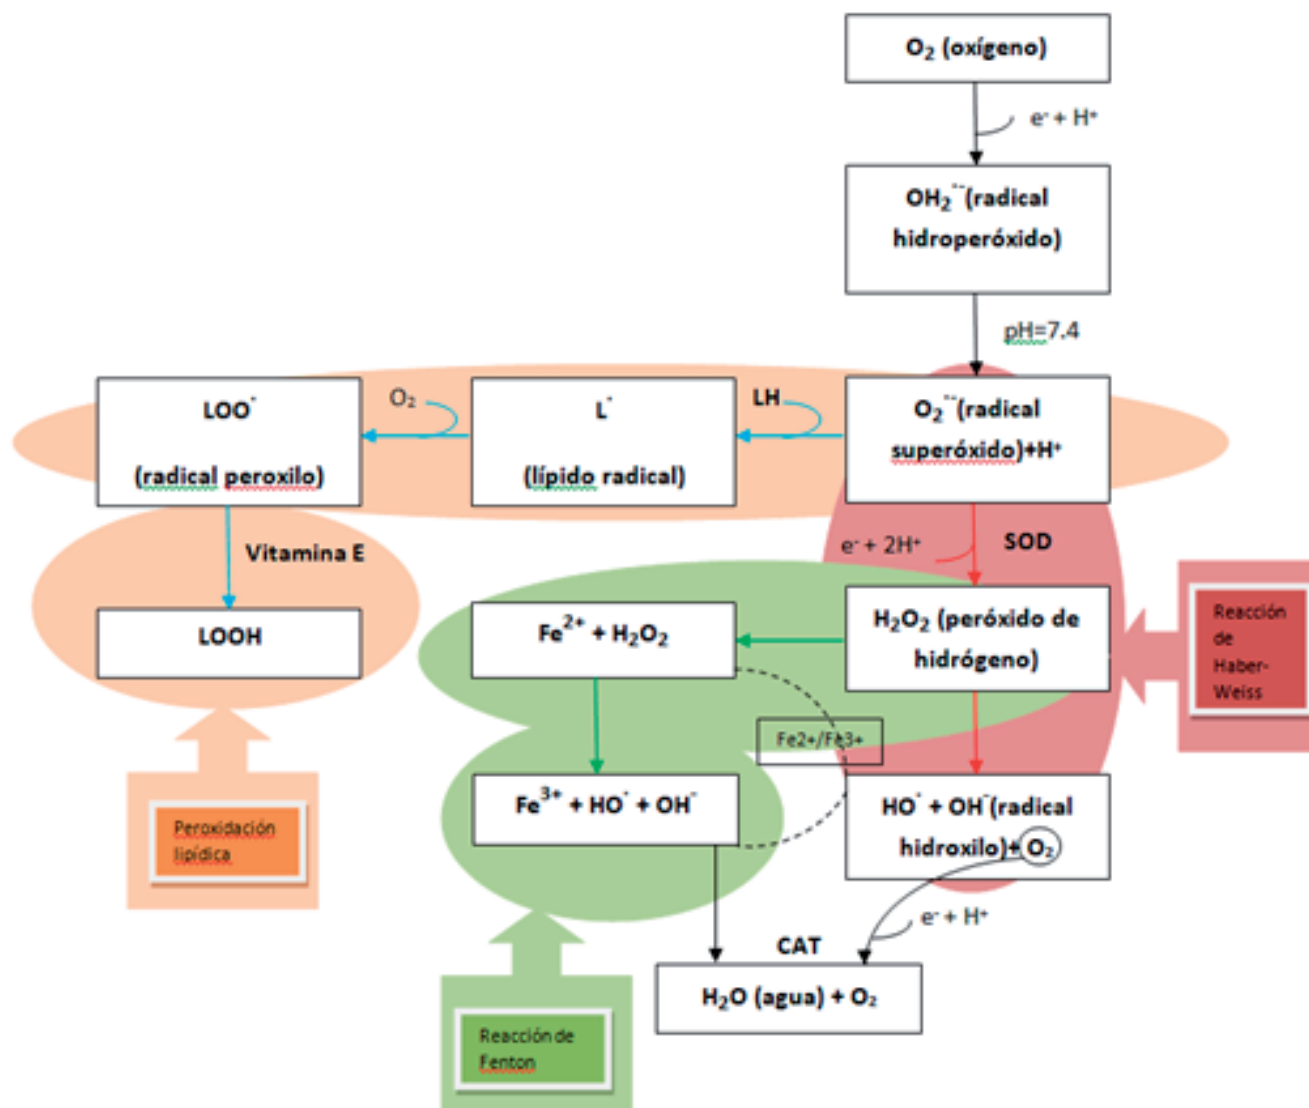 O₂ (oxígeno)
e⁻ + H⁺
OH₂˙⁻(radical
hidroperóxido)
pH=7.4
LOO˙
(radical peroxilo)
O₂
L˙
(lípido radical)
LH
O₂˙⁻(radical
superóxido)+H⁺
Vitamina E
e⁻ + 2H⁺
SOD
LOOH
Fe²⁺ + H₂O₂
H₂O₂ (peróxido de
hidrógeno)
Reacción
de
Haber-
Weiss
Fe2+/Fe3+
Fe³⁺ + HO˙ + OH⁻
HO˙ + OH⁻(radical
hidroxilo)+ O₂
Peroxidación
lipídica
e⁻ + H⁺
CAT
H₂O (agua) + O₂
Reacción de
Fenton